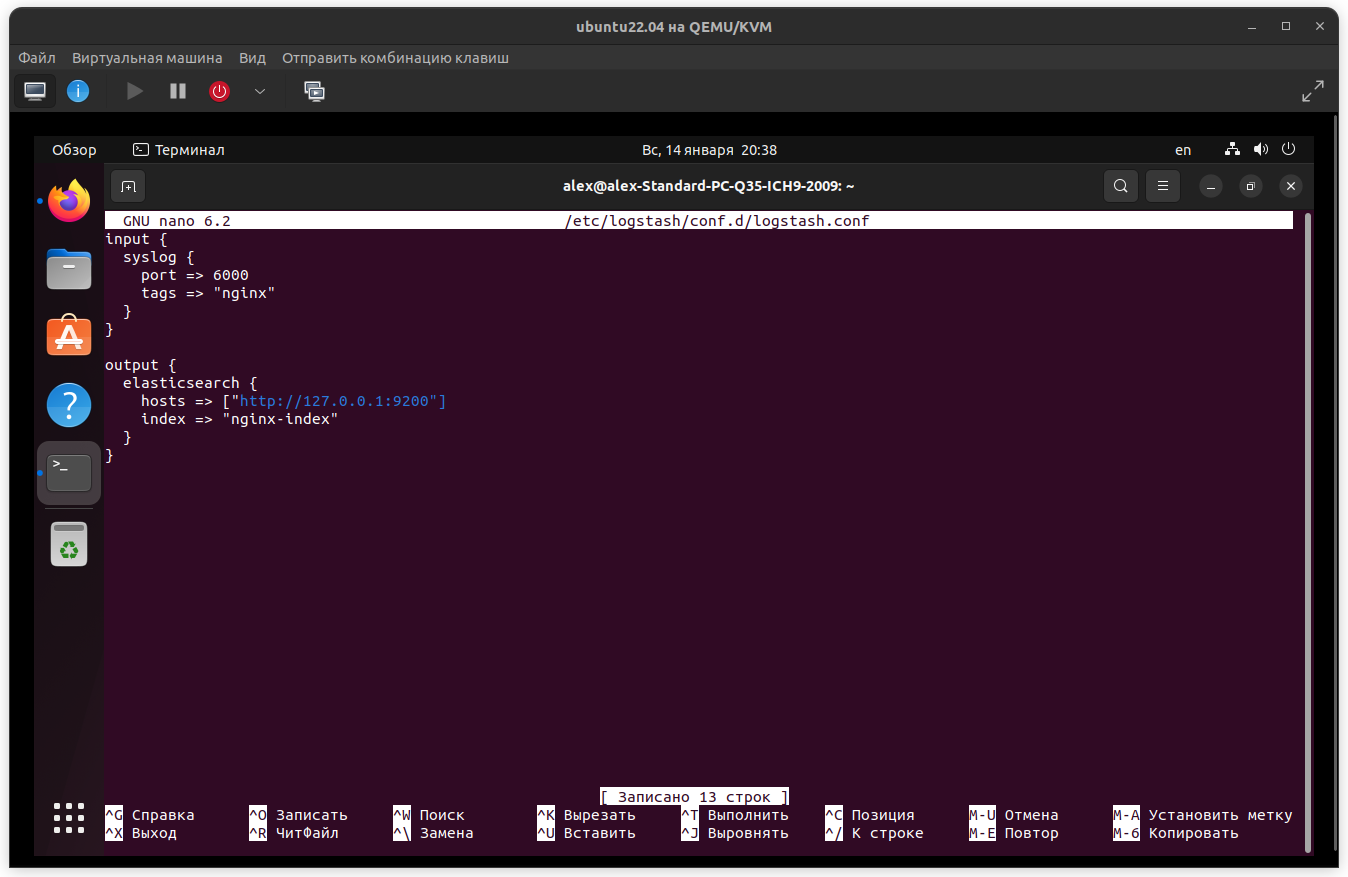 ubuntu22.04 на QEMU/KVM
Файл Виртуальная машина Вид Отправить комбинацию клавиш
Обзор Терминал Вс, 14 января 20:38 en
alex@alex-Standard-PC-Q35-ICH9-2009: ~
GNU nano 6.2 /etc/logstash/conf.d/logstash.conf
input {
  syslog {
    port => 6000
    tags => "nginx"
  }
}

output {
  elasticsearch {
    hosts => ["http://127.0.0.1:9200"]
    index => "nginx-index"
  }
}
[ Записано 13 строк ]
^G Справка ^O Записать ^W Поиск ^K Вырезать ^T Выполнить ^C Позиция M-U Отмена M-A Установить метку
^X Выход ^R ЧитФайл ^\ Замена ^U Вставить ^J Выровнять ^/ К строке M-E Повтор M-6 Копировать